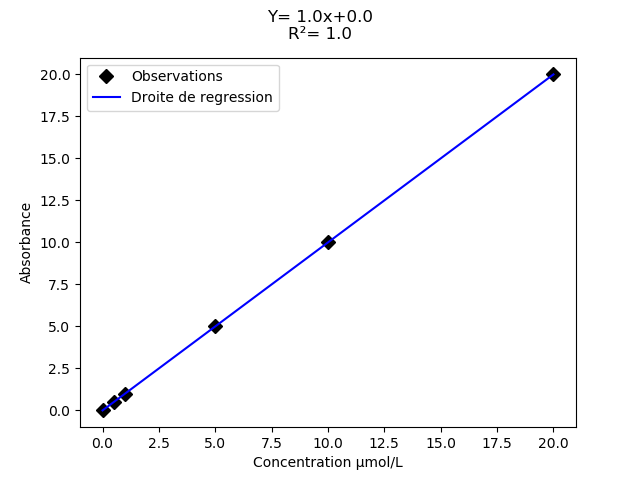 Y= 1.0x+0.0
R²= 1.0
Observations
Droite de regression
Absorbance
20.0
17.5
15.0
12.5
10.0
7.5
5.0
2.5
0.0
0.0 2.5 5.0 7.5 10.0 12.5 15.0 17.5 20.0
Concentration µmol/L